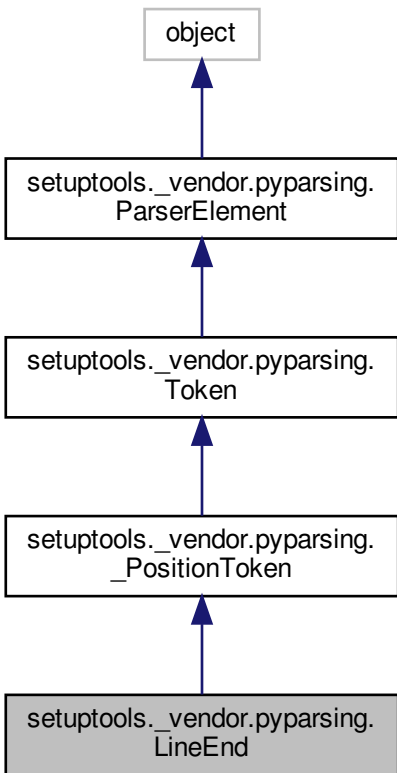 object
setuptools._vendor.pyparsing.
ParserElement
setuptools._vendor.pyparsing.
Token
setuptools._vendor.pyparsing.
_PositionToken
setuptools._vendor.pyparsing.
LineEnd